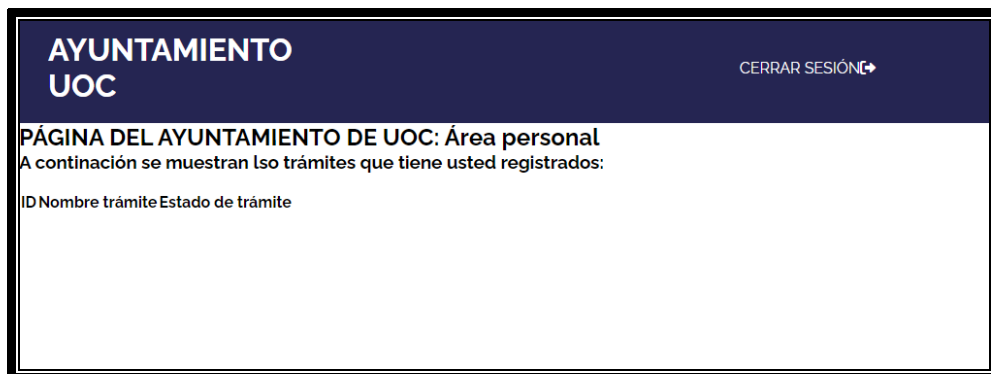 AYUNTAMIENTO
UOC
CERRAR SESIÓN
PÁGINA DEL AYUNTAMIENTO DE UOC: Área personal
A continación se muestran lso trámites que tiene usted registrados:
ID Nombre trámite Estado de trámite